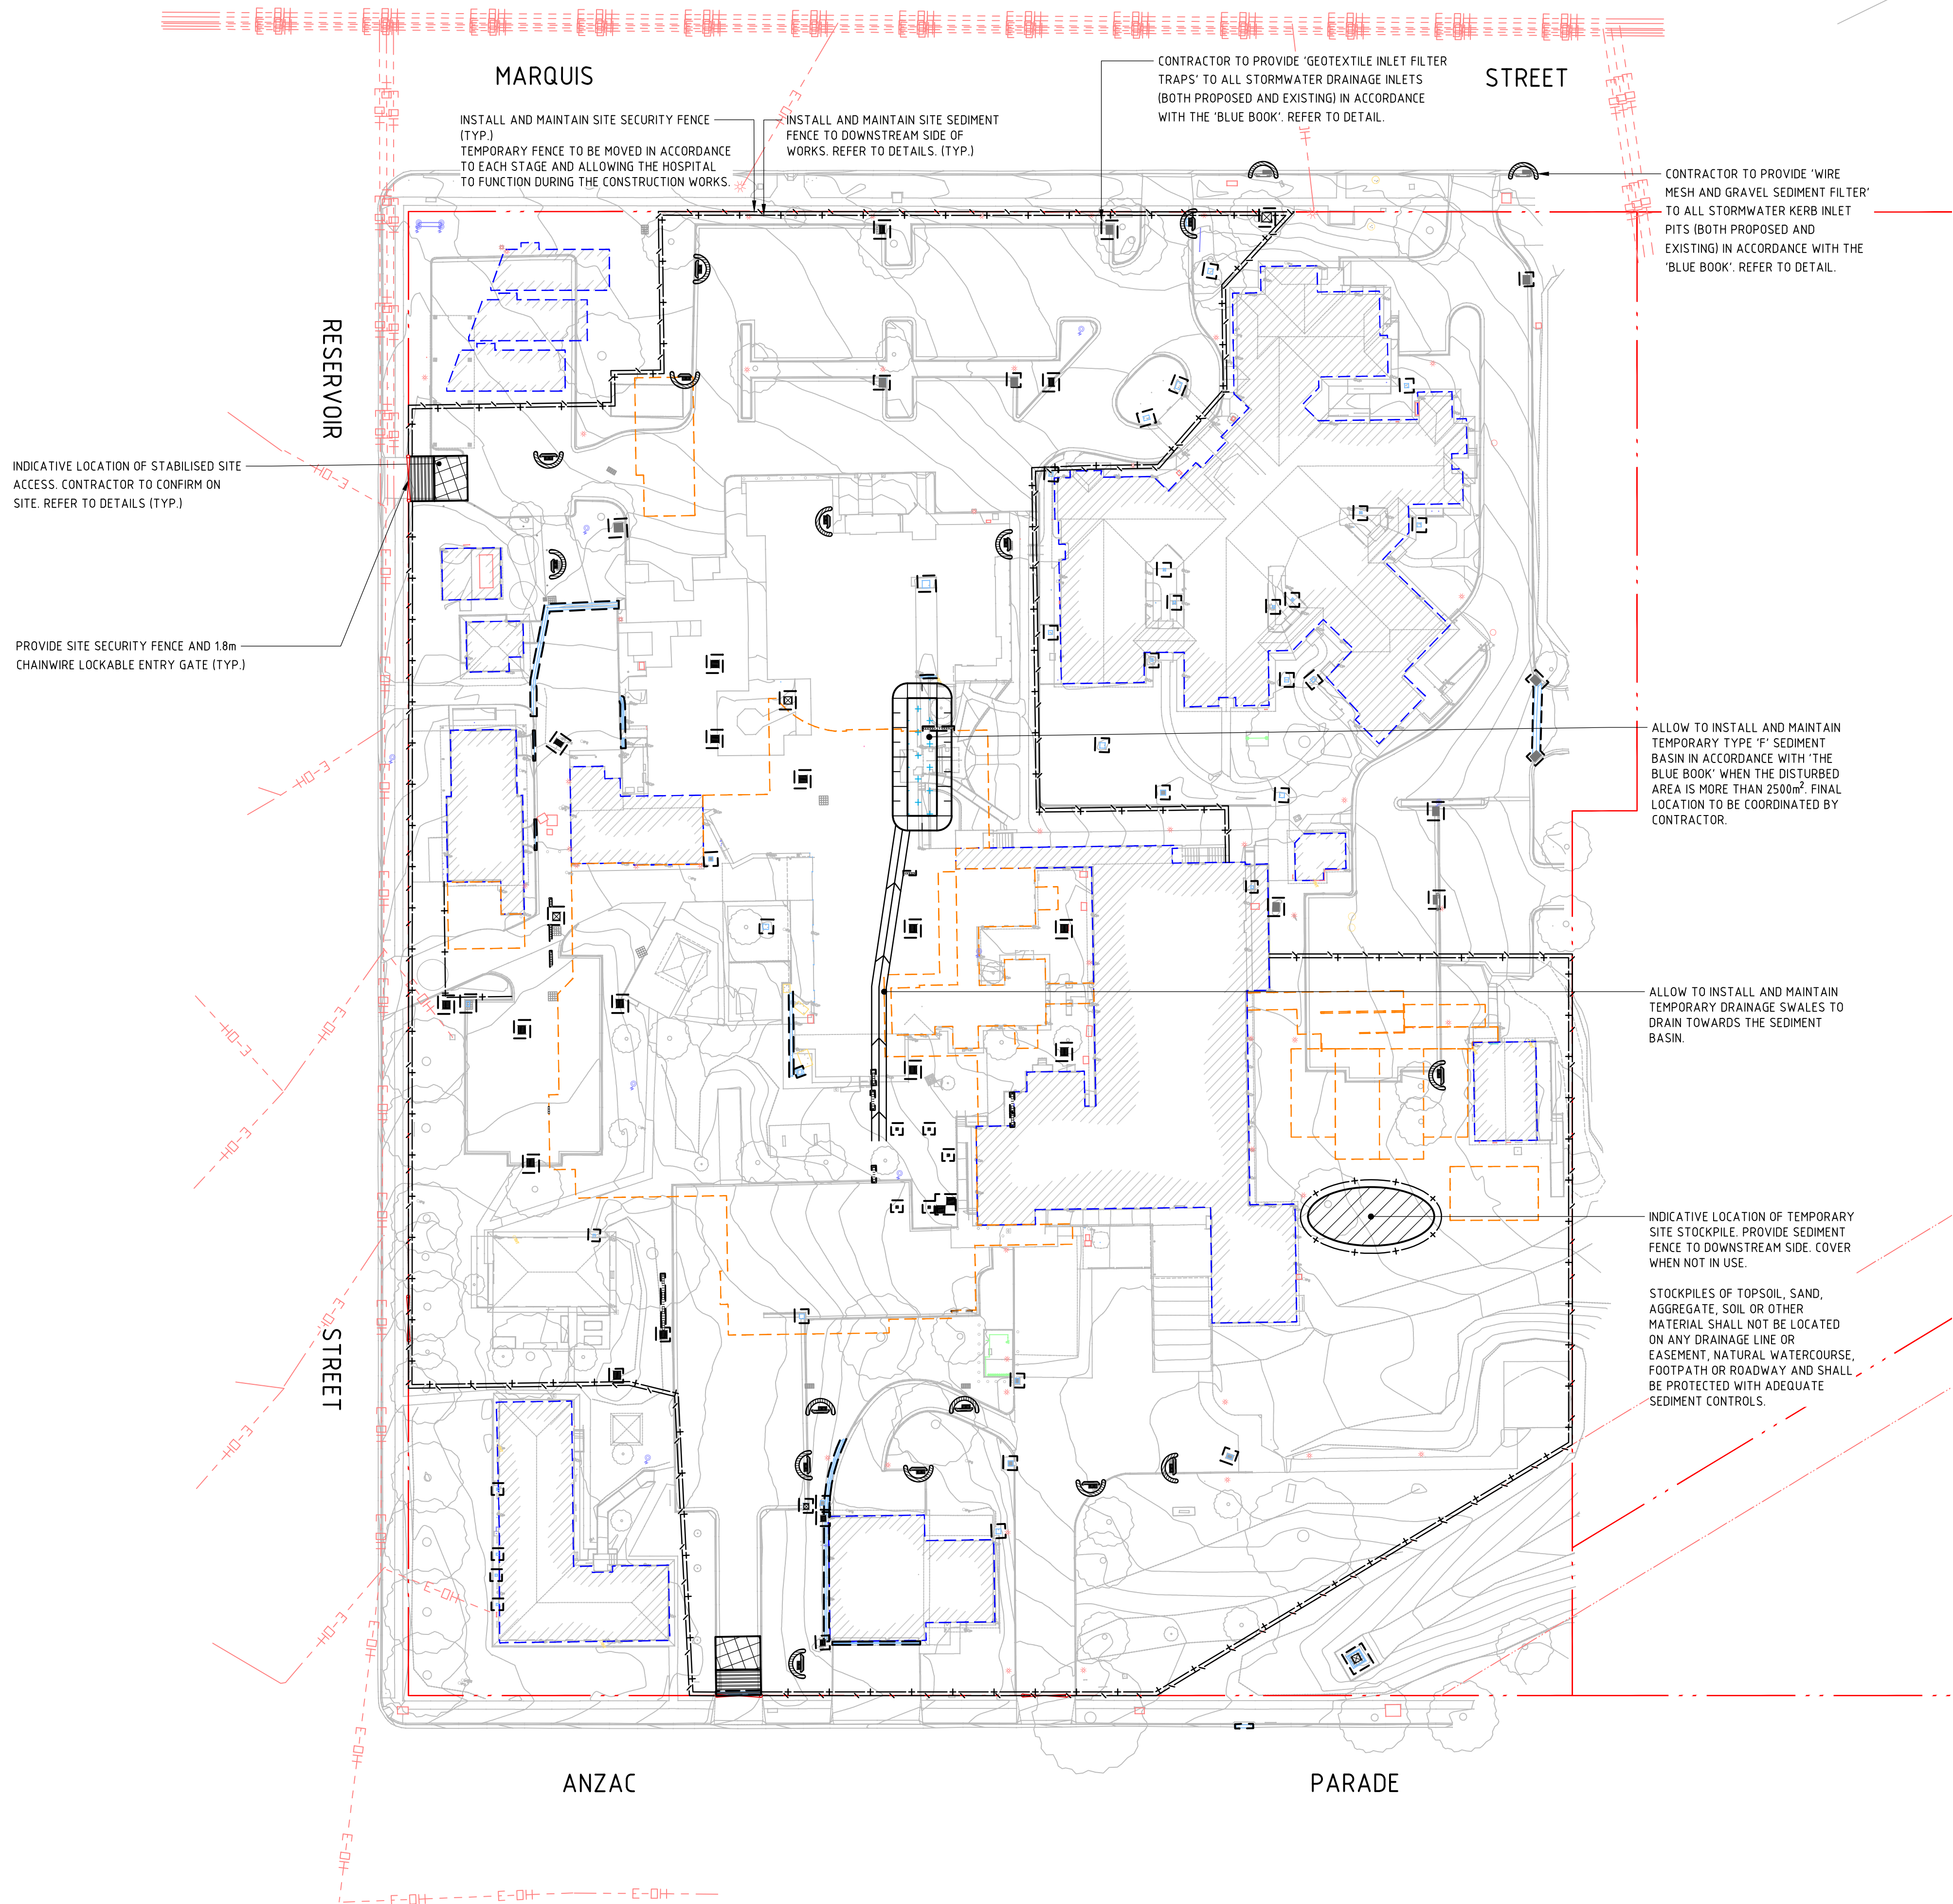 MARQUIS
STREET
CONTRACTOR TO PROVIDE 'GEOTEXTILE INLET FILTER
TRAPS' TO ALL STORMWATER DRAINAGE INLETS
(BOTH PROPOSED AND EXISTING) IN ACCORDANCE
WITH THE 'BLUE BOOK'. REFER TO DETAIL.
INSTALL AND MAINTAIN SITE SECURITY FENCE
(TYP.)
TEMPORARY FENCE TO BE MOVED IN ACCORDANCE
TO EACH STAGE AND ALLOWING THE HOSPITAL
TO FUNCTION DURING THE CONSTRUCTION WORKS.
INSTALL AND MAINTAIN SITE SEDIMENT
FENCE TO DOWNSTREAM SIDE OF
WORKS. REFER TO DETAILS. (TYP.)
CONTRACTOR TO PROVIDE 'WIRE
MESH AND GRAVEL SEDIMENT FILTER'
TO ALL STORMWATER KERB INLET
PITS (BOTH PROPOSED AND
EXISTING) IN ACCORDANCE WITH THE
'BLUE BOOK'. REFER TO DETAIL.
RESERVOIR
INDICATIVE LOCATION OF STABILISED SITE
ACCESS. CONTRACTOR TO CONFIRM ON
SITE. REFER TO DETAILS (TYP.)
PROVIDE SITE SECURITY FENCE AND 1.8m
CHAINWIRE LOCKABLE ENTRY GATE (TYP.)
ALLOW TO INSTALL AND MAINTAIN
TEMPORARY TYPE 'F' SEDIMENT
BASIN IN ACCORDANCE WITH 'THE
BLUE BOOK' WHEN THE DISTURBED
AREA IS MORE THAN 2500m². FINAL
LOCATION TO BE COORDINATED BY
CONTRACTOR.
ALLOW TO INSTALL AND MAINTAIN
TEMPORARY DRAINAGE SWALES TO
DRAIN TOWARDS THE SEDIMENT
BASIN.
INDICATIVE LOCATION OF TEMPORARY
SITE STOCKPILE. PROVIDE SEDIMENT
FENCE TO DOWNSTREAM SIDE. COVER
WHEN NOT IN USE.
STOCKPILES OF TOPSOIL, SAND,
AGGREGATE, SOIL OR OTHER
MATERIAL SHALL NOT BE LOCATED
ON ANY DRAINAGE LINE OR
EASEMENT, NATURAL WATERCOURSE,
FOOTPATH OR ROADWAY AND SHALL
BE PROTECTED WITH ADEQUATE
SEDIMENT CONTROLS.
STREET
ANZAC
PARADE
E-OH
E-OH
E-OH